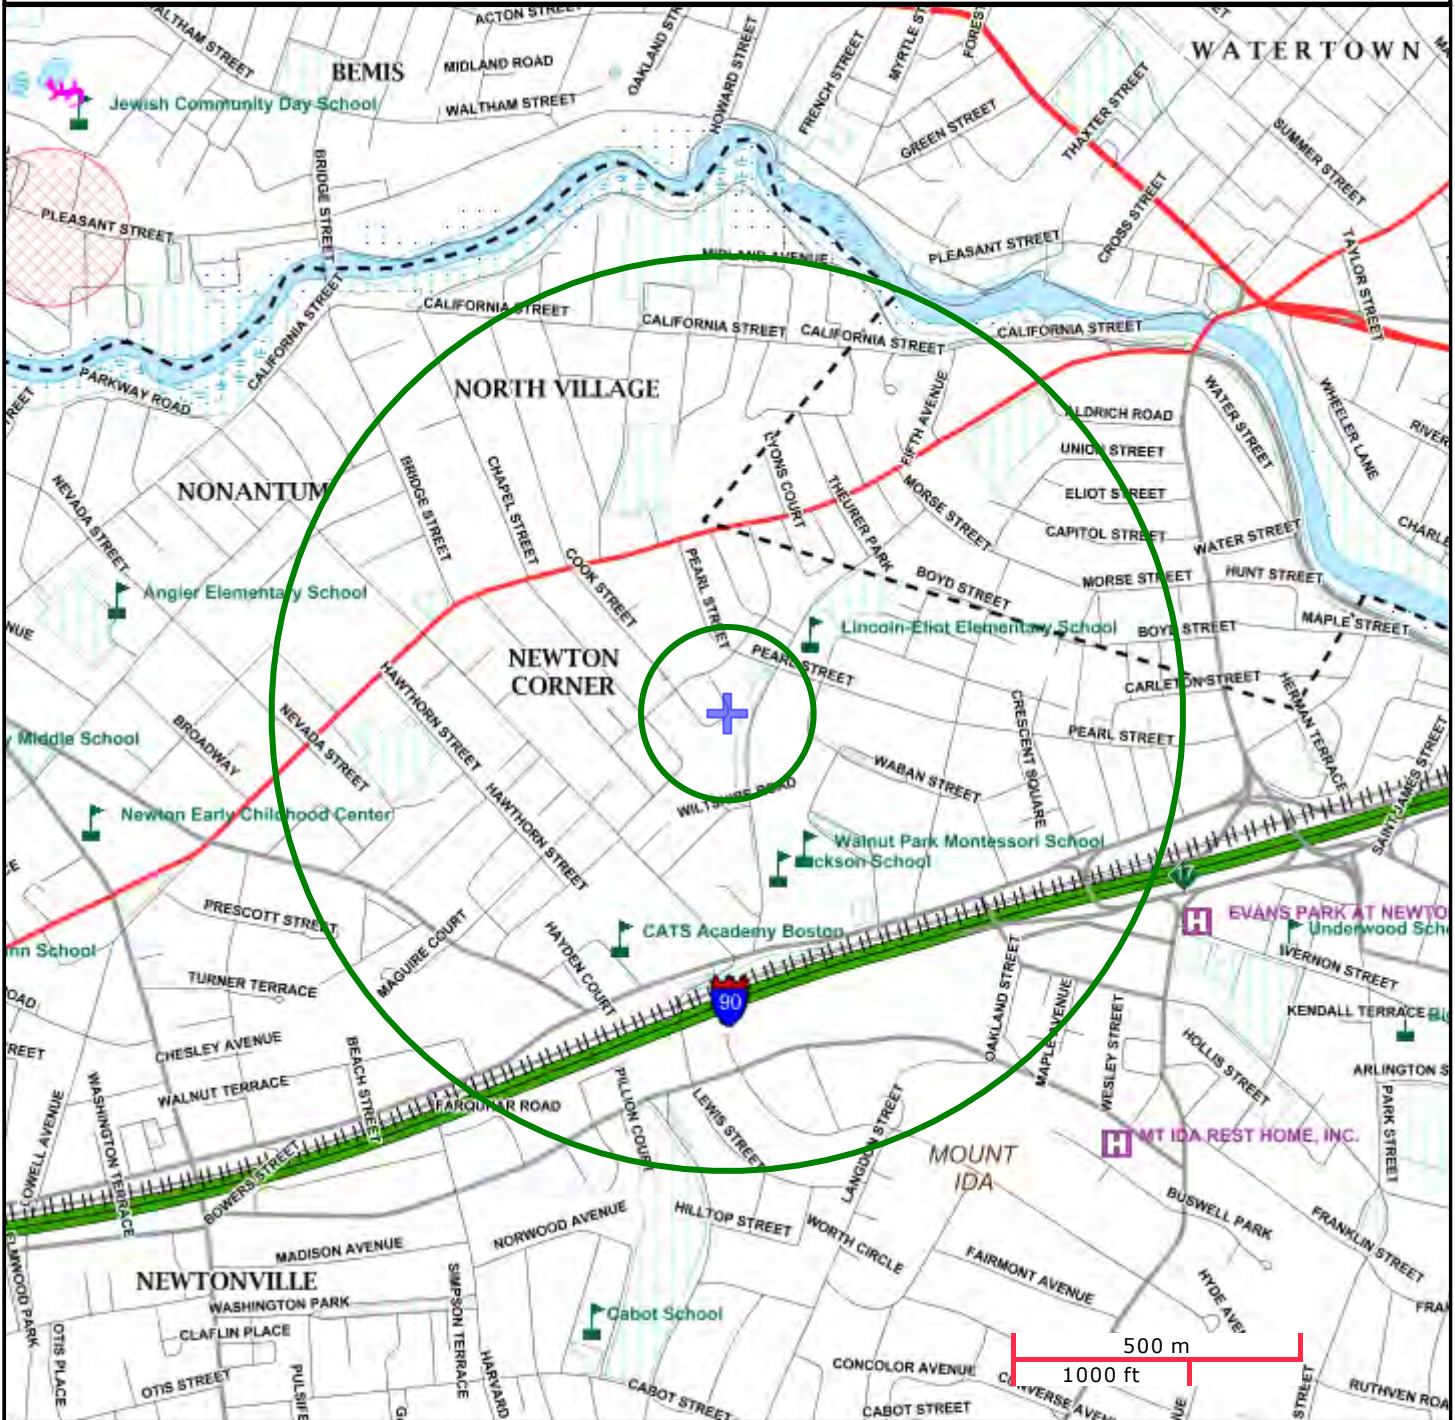 ACTON STREET
WALTHAM STREET
BEMIS
MIDLAND ROAD
WALTHAM STREET
HOWARD STREET
FRENCH STREET
WATERTOWN
Jewish Community Day School
GREEN STREET
THAXTER STREET
SUMMER STREET
BRIDGE STREET
PLEASANT STREET
CROSS STREET
PLEASANT STREET
TAYLOR STREET
MIDLAND AVENUE
CALIFORNIA STREET
CALIFORNIA STREET
CALIFORNIA STREET
CALIFORNIA STREET
CALIFORNIA STREET
PARKWAY ROAD
NORTH VILLAGE
FIFTH AVENUE
ALDRICH ROAD
WATER STREET
WHEELER LANE
UNION STREET
LYONS COURT
NONANTUM
BRIDGE STREET
CHAPEL STREET
THEURER PARK
MORSE STREET
ELIOT STREET
CAPITOL STREET
WATER STREET
NEVADA STREET
COOK STREET
PEARL STREET
BOYD STREET
MORSE STREET
HUNT STREET
Angier Elementary School
Lincoln-Eliot Elementary School
BOYD STREET
MAPLE STREET
NEWTON
CORNER
PEARL STREET
CARLETON STREET
HERMAN TERRACE
HAWTHORN STREET
CRESCENT SQUARE
PEARL STREET
NEVADA STREET
BROADWAY
Middle School
WABAN STREET
WILTSHIRE ROAD
SAINT JAMES STREET
Newton Early Childhood Center
HAWTHORN STREET
Walnut Park Montessori School
ckson School
17
PRESCOTT STREET
MAGUIRE COURT
HAYDEN COURT
CATS Academy Boston
EVANS PARK AT NEWTO
Underwood Sch
VERNON STREET
nn School
TURNER TERRACE
90
OAKLAND STREET
MAPLE AVENUE
WESLEY STREET
KENDALL TERRACE
CHESLEY AVENUE
BEACH STREET
HOLLIS STREET
ARLINGTON S
WASHINGTON TERRACE
WALNUT TERRACE
FARQUHAR ROAD
PILLION COURT
LEWIS STREET
LANGDON STREET
MOUNT
IDA
H
MT IDA REST HOME, INC.
H
PARK STREET
BOWERS STREET
NORWOOD AVENUE
HILLTOP STREET
WORTH CIRCLE
BUSWELL PARK
FRANKLIN STREET
MADISON AVENUE
FAIRMONT AVENUE
NEWTONVILLE
WASHINGTON PARK
SIMPSON TERRACE
CLAFLIN PLACE
Cabot School
OTIS PLACE
OTIS STREET
HARVARD
CABOT STREET
CONCOLOR AVENUE
CABOT STREET
500 m
1000 ft
RUTHVEN ROA